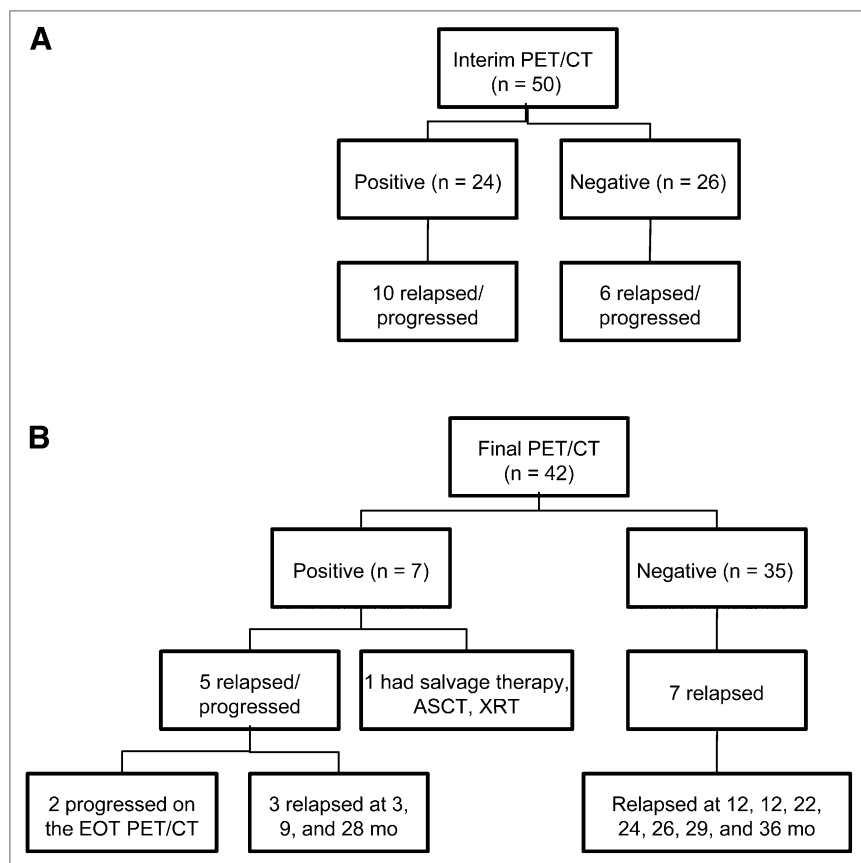 A
Interim PET/CT
(n = 50)
Positive (n = 24)
Negative (n = 26)
10 relapsed/
progressed
6 relapsed/
progressed
B
Final PET/CT
(n = 42)
Positive (n = 7)
Negative (n = 35)
5 relapsed/
progressed
1 had salvage therapy,
ASCT, XRT
7 relapsed
2 progressed on
the EOT PET/CT
3 relapsed at 3,
9, and 28 mo
Relapsed at 12, 12, 22,
24, 26, 29, and 36 mo